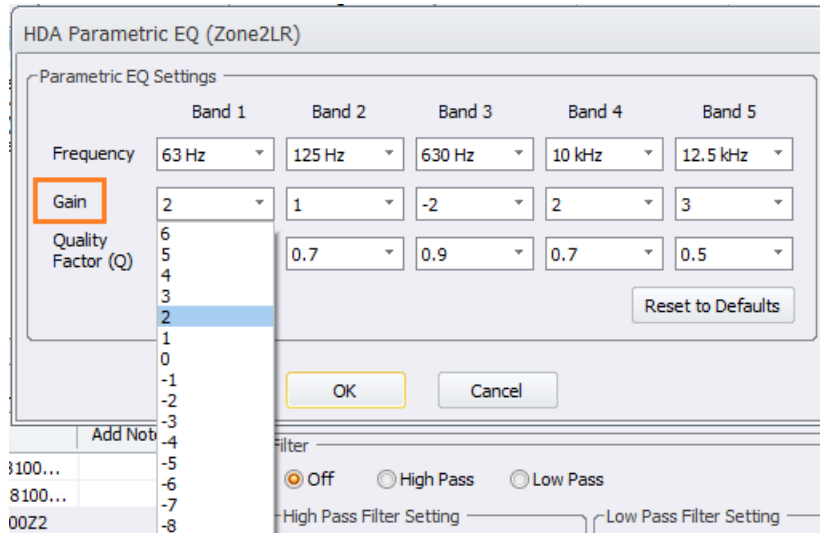 HDA Parametric EQ (Zone2LR)
Parametric EQ Settings
Band 1 Band 2 Band 3 Band 4 Band 5
Frequency 63 Hz 125 Hz 630 Hz 10 kHz 12.5 kHz
Gain 2 1 -2 2 3
Quality
Factor (Q) 0.7 0.9 0.7 0.5
6
5
4
3
2
1
0
-1
-2
-3
-4
-5
-6
-7
-8
Reset to Defaults
OK Cancel
Add Not
8100...
8100...
00Z2
Filter
Off High Pass Low Pass
High Pass Filter Setting Low Pass Filter Setting